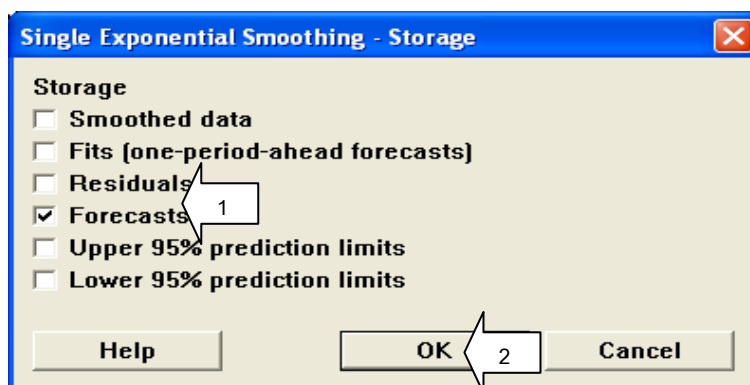 Single Exponential Smoothing - Storage
Storage
Smoothed data
Fits (one-period-ahead forecasts)
Residuals
1
Forecasts
Upper 95% prediction limits
Lower 95% prediction limits
Help
OK
2
Cancel